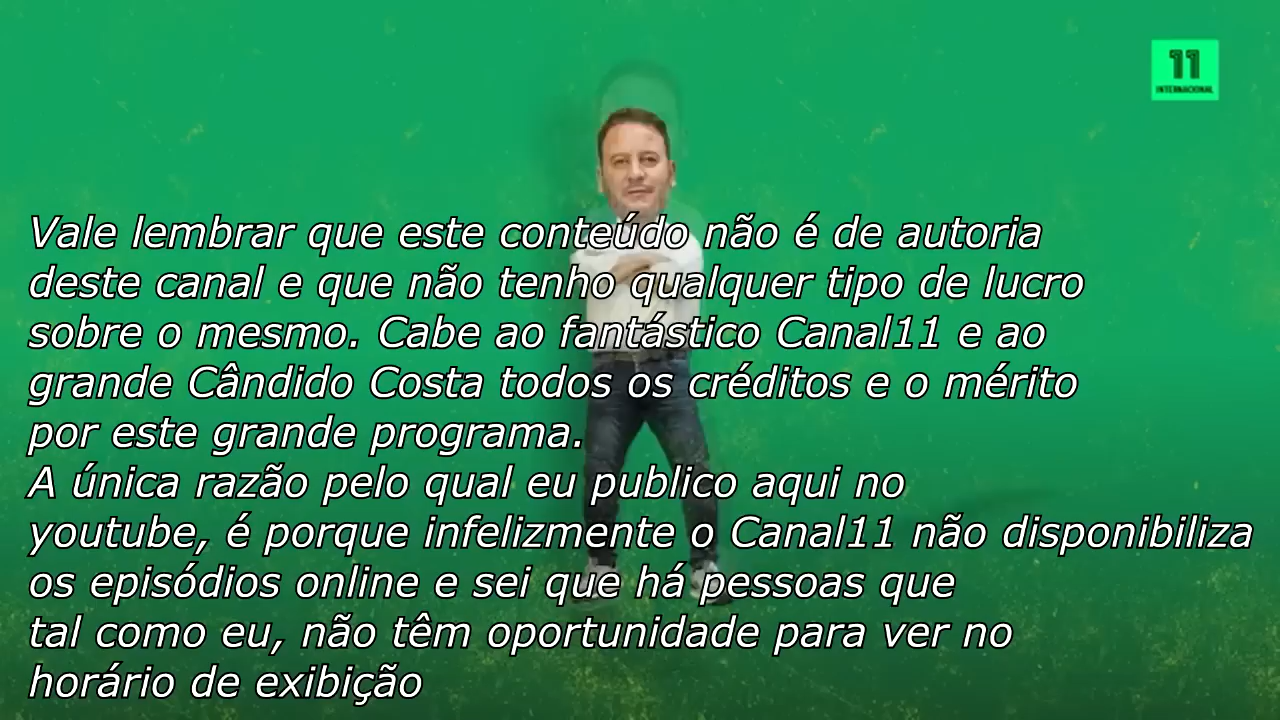 11
INTERNACIONAL
Vale lembrar que este conteúdo não é de autoria
deste canal e que não tenho qualquer tipo de lucro
sobre o mesmo. Cabe ao fantástico Canal11 e ao
grande Cândido Costa todos os créditos e o mérito
por este grande programa.
A única razão pelo qual eu publico aqui no
youtube, é porque infelizmente o Canal11 não disponibiliza
os episódios online e sei que há pessoas que
tal como eu, não têm oportunidade para ver no
horário de exibição